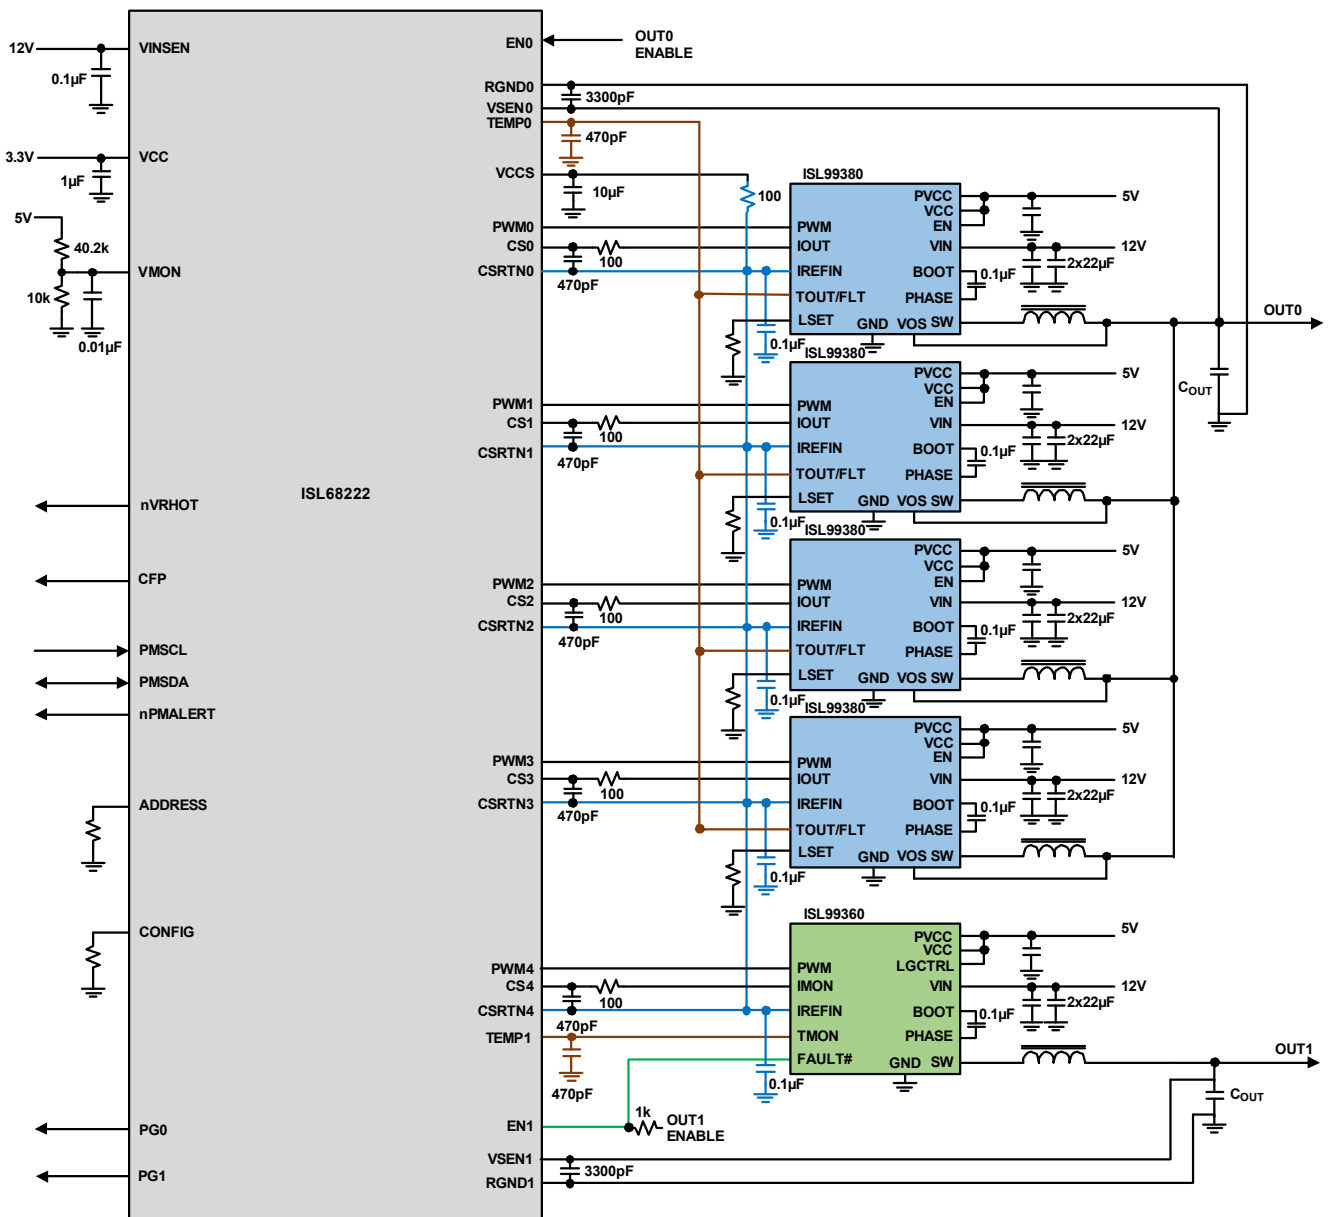 12V
VINSEN
0.1µF
3.3V
VCC
1µF
5V
40.2k
VMON
10k
0.01µF
nVRHOT
CFP
PMSCL
PMSDA
nPMALERT
ADDRESS
CONFIG
PG0
PG1
ISL68222
EN0
OUT0
ENABLE
RGND0
3300pF
VSEN0
TEMP0
470pF
VCCS
10µF
100
PWM0
CS0
100
CSRTN0
470pF
0.1µF
ISL99380
PVCC
VCC
EN
PWM
IOUT
VIN
IREFIN
BOOT
TOUT/FLT
PHASE
LSET
GND VOS SW
5V
12V
2x22µF
0.1µF
OUT0
COUT
PWM1
CS1
100
CSRTN1
470pF
0.1µF
ISL99380
PVCC
VCC
EN
PWM
IOUT
VIN
IREFIN
BOOT
TOUT/FLT
PHASE
LSET
GND VOS SW
5V
12V
2x22µF
0.1µF
PWM2
CS2
100
CSRTN2
470pF
0.1µF
ISL99380
PVCC
VCC
EN
PWM
IOUT
VIN
IREFIN
BOOT
TOUT/FLT
PHASE
LSET
GND VOS SW
5V
12V
2x22µF
0.1µF
PWM3
CS3
100
CSRTN3
470pF
0.1µF
ISL99380
PVCC
VCC
EN
PWM
IOUT
VIN
IREFIN
BOOT
TOUT/FLT
PHASE
LSET
GND VOS SW
5V
12V
2x22µF
0.1µF
PWM4
CS4
100
CSRTN4
470pF
TEMP1
470pF
0.1µF
ISL99360
PVCC
VCC
LGCTRL
PWM
IMON
VIN
IREFIN
BOOT
TMON
PHASE
FAULT#
GND SW
5V
12V
2x22µF
0.1µF
OUT1
COUT
EN1
1k
OUT1
ENABLE
VSEN1
3300pF
RGND1